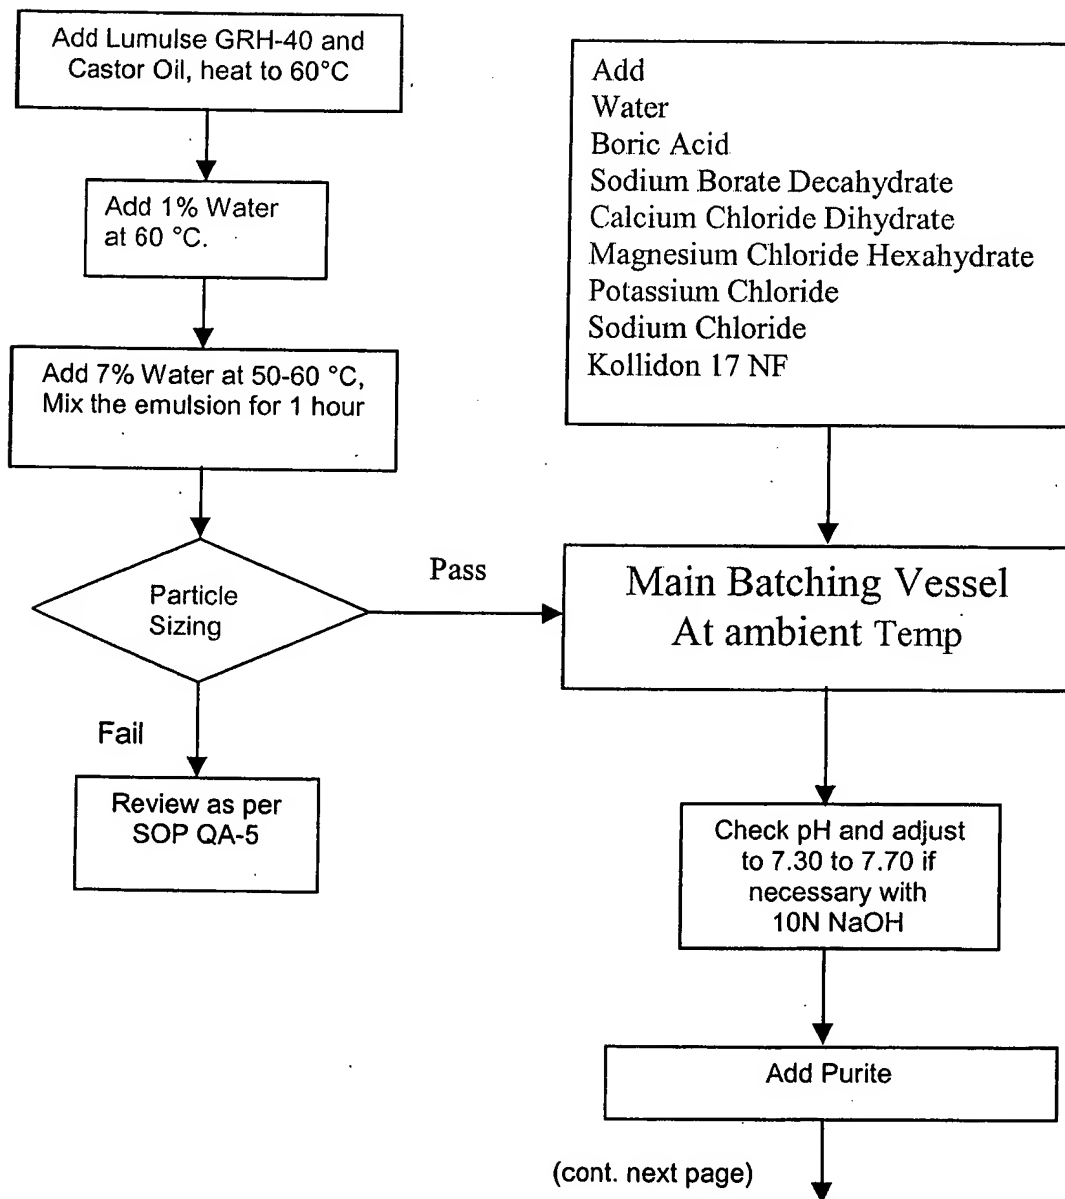 Add Lumulse GRH-40 and
Castor Oil, heat to 60°C
Add 1% Water
at 60 °C.
Add 7% Water at 50-60 °C,
Mix the emulsion for 1 hour
Particle
Sizing
Pass
Fail
Review as per
SOP QA-5
Add
Water
Boric Acid
Sodium Borate Decahydrate
Calcium Chloride Dihydrate
Magnesium Chloride Hexahydrate
Potassium Chloride
Sodium Chloride
Kollidon 17 NF
Main Batching Vessel
At ambient Temp
Check pH and adjust
to 7.30 to 7.70 if
necessary with
10N NaOH
Add Purite
(cont. next page)